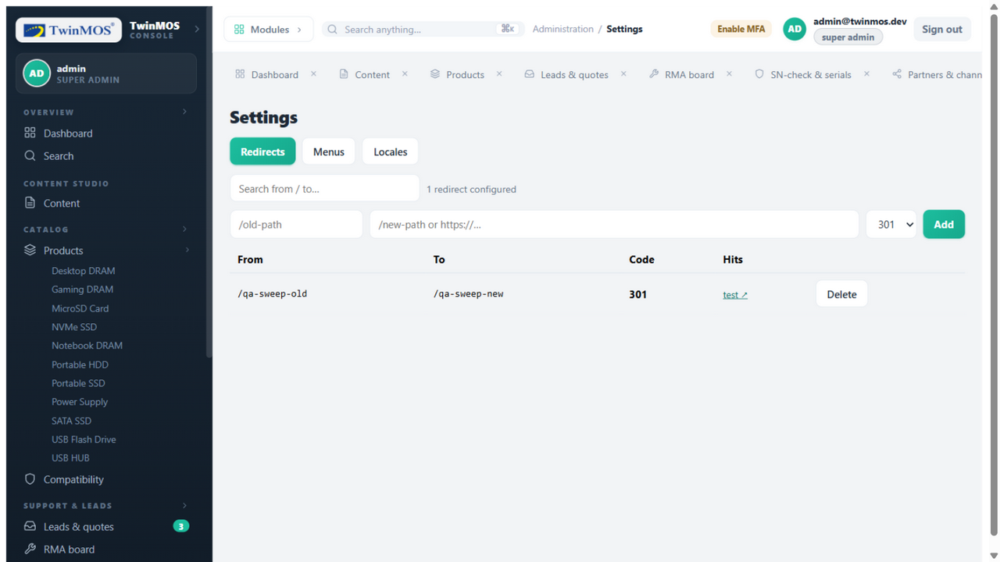 TwinMOS®
TwinMOS
CONSOLE
AD
admin
SUPER ADMIN
OVERVIEW
Dashboard
Search
CONTENT STUDIO
Content
CATALOG
Products
Desktop DRAM
Gaming DRAM
MicroSD Card
NVMe SSD
Notebook DRAM
Portable HDD
Portable SSD
Power Supply
SATA SSD
USB Flash Drive
USB HUB
Compatibility
SUPPORT & LEADS
Leads & quotes 3
RMA board
Modules
Search anything... ⌘K
Administration / Settings
Enable MFA
AD
admin@twinmos.dev
super admin
Sign out
Dashboard × Content × Products × Leads & quotes × RMA board × SN-check & serials × Partners & chann
Settings
Redirects Menus Locales
Search from / to... 1 redirect configured
/old-path /new-path or https://... 301 Add
From To Code Hits
/qa-sweep-old /qa-sweep-new 301 test ↗ Delete